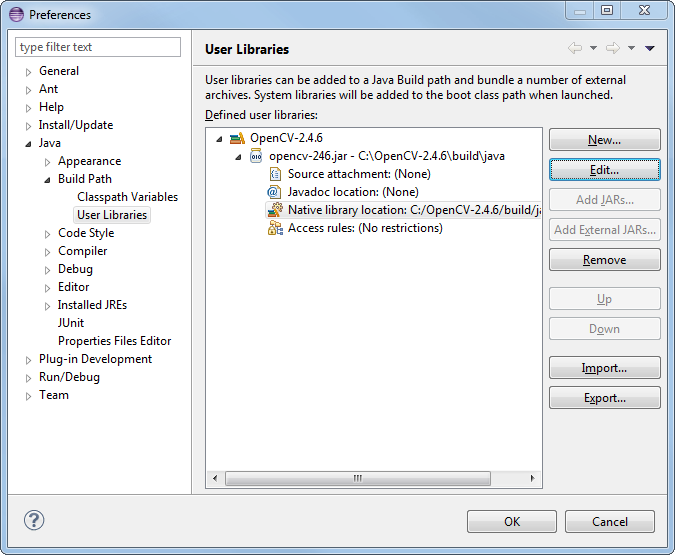 Preferences
type filter text
General
Ant
Help
Install/Update
Java
Appearance
Build Path
Classpath Variables
User Libraries
Code Style
Compiler
Debug
Editor
Installed JREs
JUnit
Properties Files Editor
Plug-in Development
Run/Debug
Team
User Libraries
User libraries can be added to a Java Build path and bundle a number of external
archives. System libraries will be added to the boot class path when launched.
Defined user libraries:
OpenCV-2.4.6
opencv-246.jar - C:\OpenCV-2.4.6\build\java
Source attachment: (None)
Javadoc location: (None)
Native library location: C:/OpenCV-2.4.6/build/ja
Access rules: (No restrictions)
New...
Edit...
Add JARs...
Add External JARs...
Remove
Up
Down
Import...
Export...
OK
Cancel